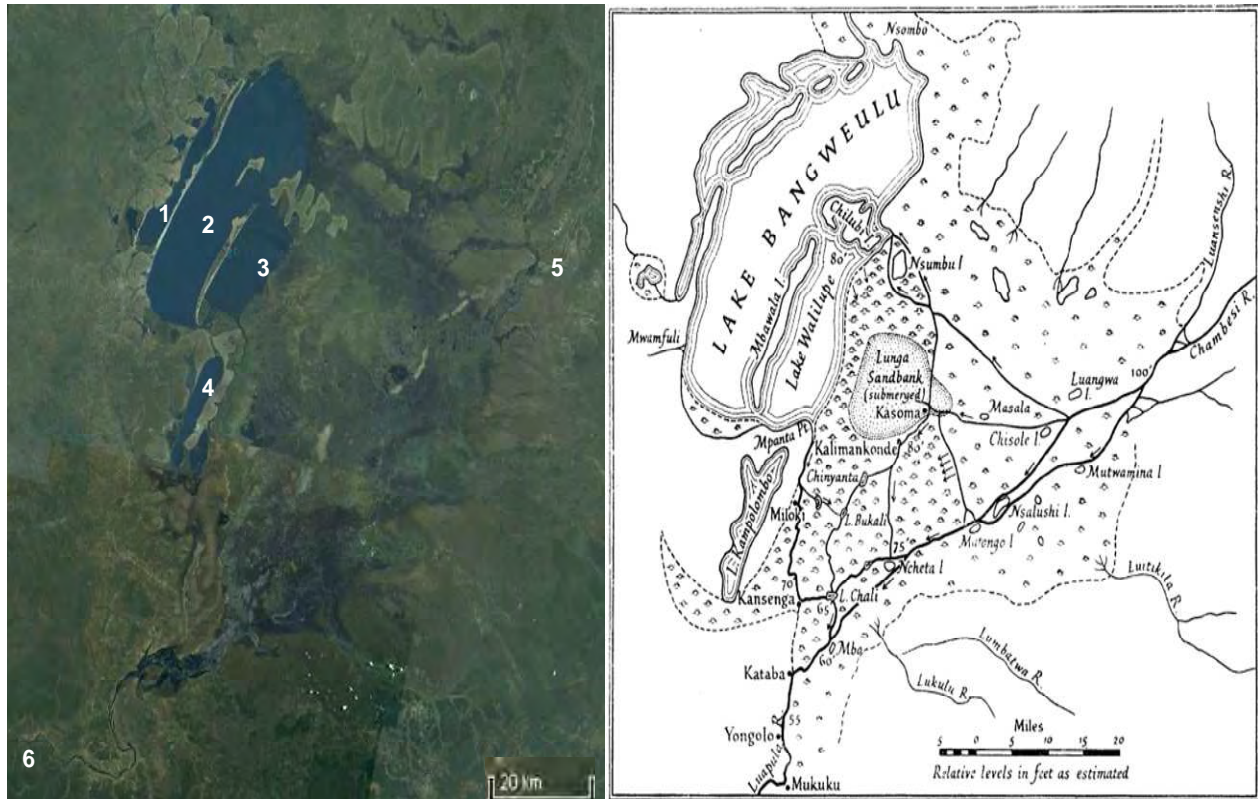 1
2
3
4
5
6
20 km
Nsombo
LAKE BANGWEULU
Chilubi
80'
Nsumbu I
Luansenshi R.
Chambesi R.
Mbawala I.
Lake Walilupe
Mwamfuli
Lunga
Sandbank
(submerged)
Kasoma
Masala
Luangwa
I.
100'
Chisole I.
Mpanta Pt
Kalimankonde
80'
Mutwamina I
Chinyanta
Kampolombo
Miloki
L. Bukali
Nsalushi I.
75'
Ncheta I
Luitikila R.
70'
Kansenga
65
L. Chali
Mba
60'
Lumbatwa R.
Lukulu R.
Kataba
55
Yongolo
Luapula R.
Mukuku
Miles
5 0 5 10 15 20
Relative levels in feet as estimated